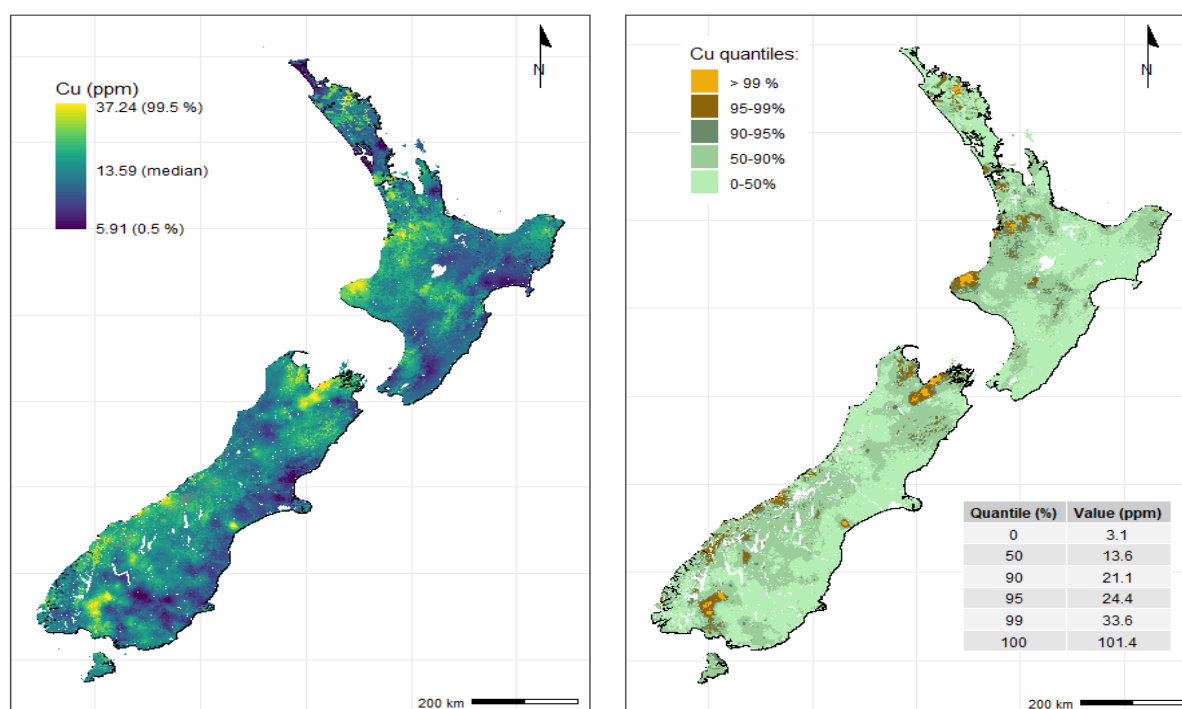 Cu (ppm)
37.24 (99.5 %)
13.59 (median)
5.91 (0.5 %)
N
200 km
Cu quantiles:
> 99 %
95-99%
90-95%
50-90%
0-50%
N
Quantile (%) Value (ppm)
0 3.1
50 13.6
90 21.1
95 24.4
99 33.6
100 101.4
200 km